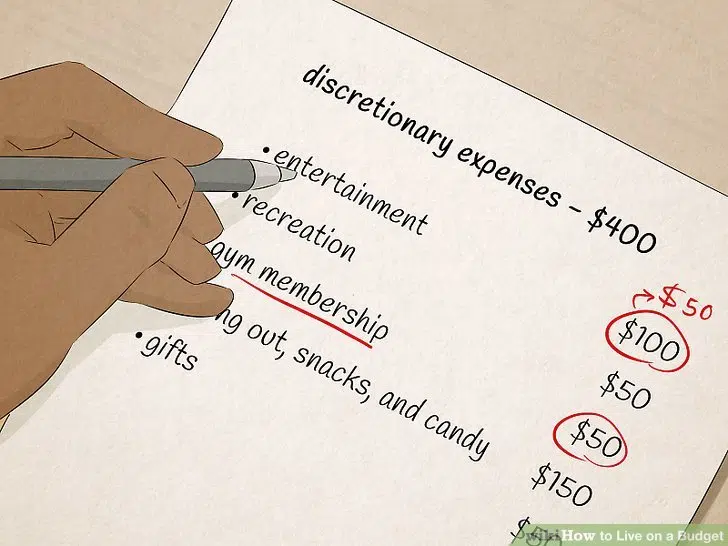 discretionary expenses - $400
• entertainment
→ $50
$100
• recreation
$50
gym membership
$50
ng out, snacks, and candy
$150
• gifts
wikiHow to Live on a Budget